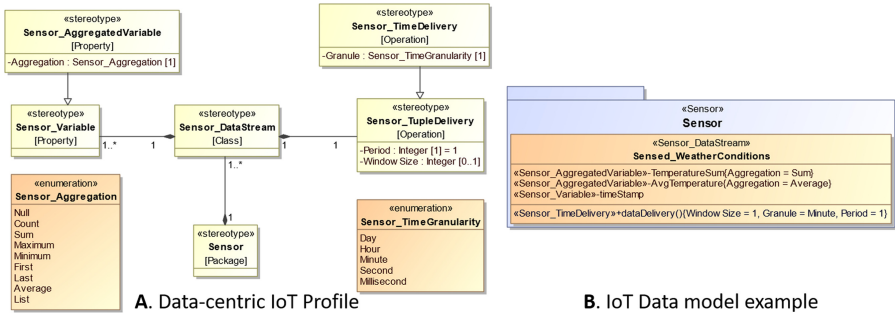 «stereotype»
Sensor_AggregatedVariable
[Property]
-Aggregation : Sensor_Aggregation [1]
«stereotype»
Sensor_TimeDelivery
[Operation]
-Granule : Sensor_TimeGranularity [1]
«stereotype»
Sensor_Variable
[Property]
1..*
1
«stereotype»
Sensor_DataStream
[Class]
1
1
«stereotype»
Sensor_TupleDelivery
[Operation]
-Period : Integer [1] = 1
-Window Size : Integer [0..1]
1..*
1
«stereotype»
Sensor
[Package]
«enumeration»
Sensor_Aggregation
Null
Count
Sum
Maximum
Minimum
First
Last
Average
List
«enumeration»
Sensor_TimeGranularity
Day
Hour
Minute
Second
Millisecond
A. Data-centric IoT Profile
«Sensor»
Sensor
«Sensor_DataStream»
Sensed_WeatherConditions
«Sensor_AggregatedVariable»-TemperatureSum{Aggregation = Sum}
«Sensor_AggregatedVariable»-AvgTemperature{Aggregation = Average}
«Sensor_Variable»-timeStamp
«Sensor_TimeDelivery»+dataDelivery(){Window Size = 1, Granule = Minute, Period = 1}
B. IoT Data model example